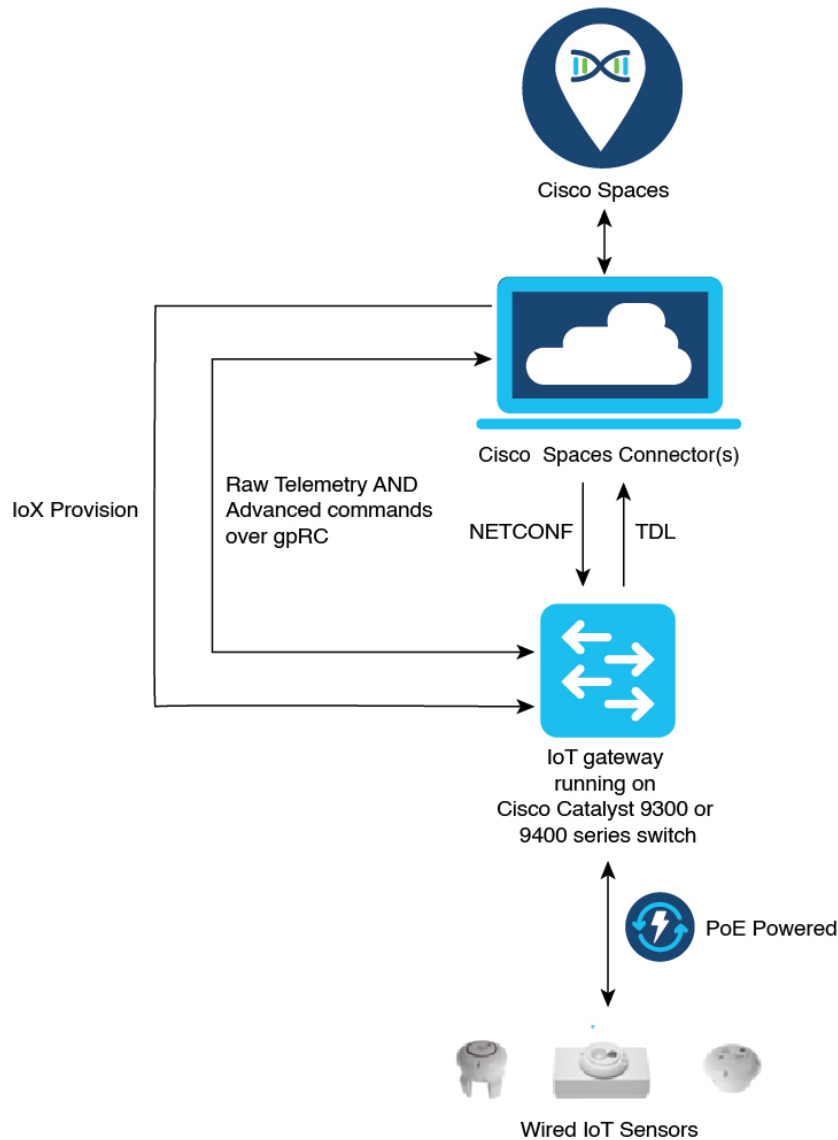 Cisco Spaces
Cisco Spaces Connector(s)
IoX Provision
Raw Telemetry AND
Advanced commands
over gpRC
NETCONF
TDL
IoT gateway
running on
Cisco Catalyst 9300 or
9400 series switch
PoE Powered
Wired IoT Sensors